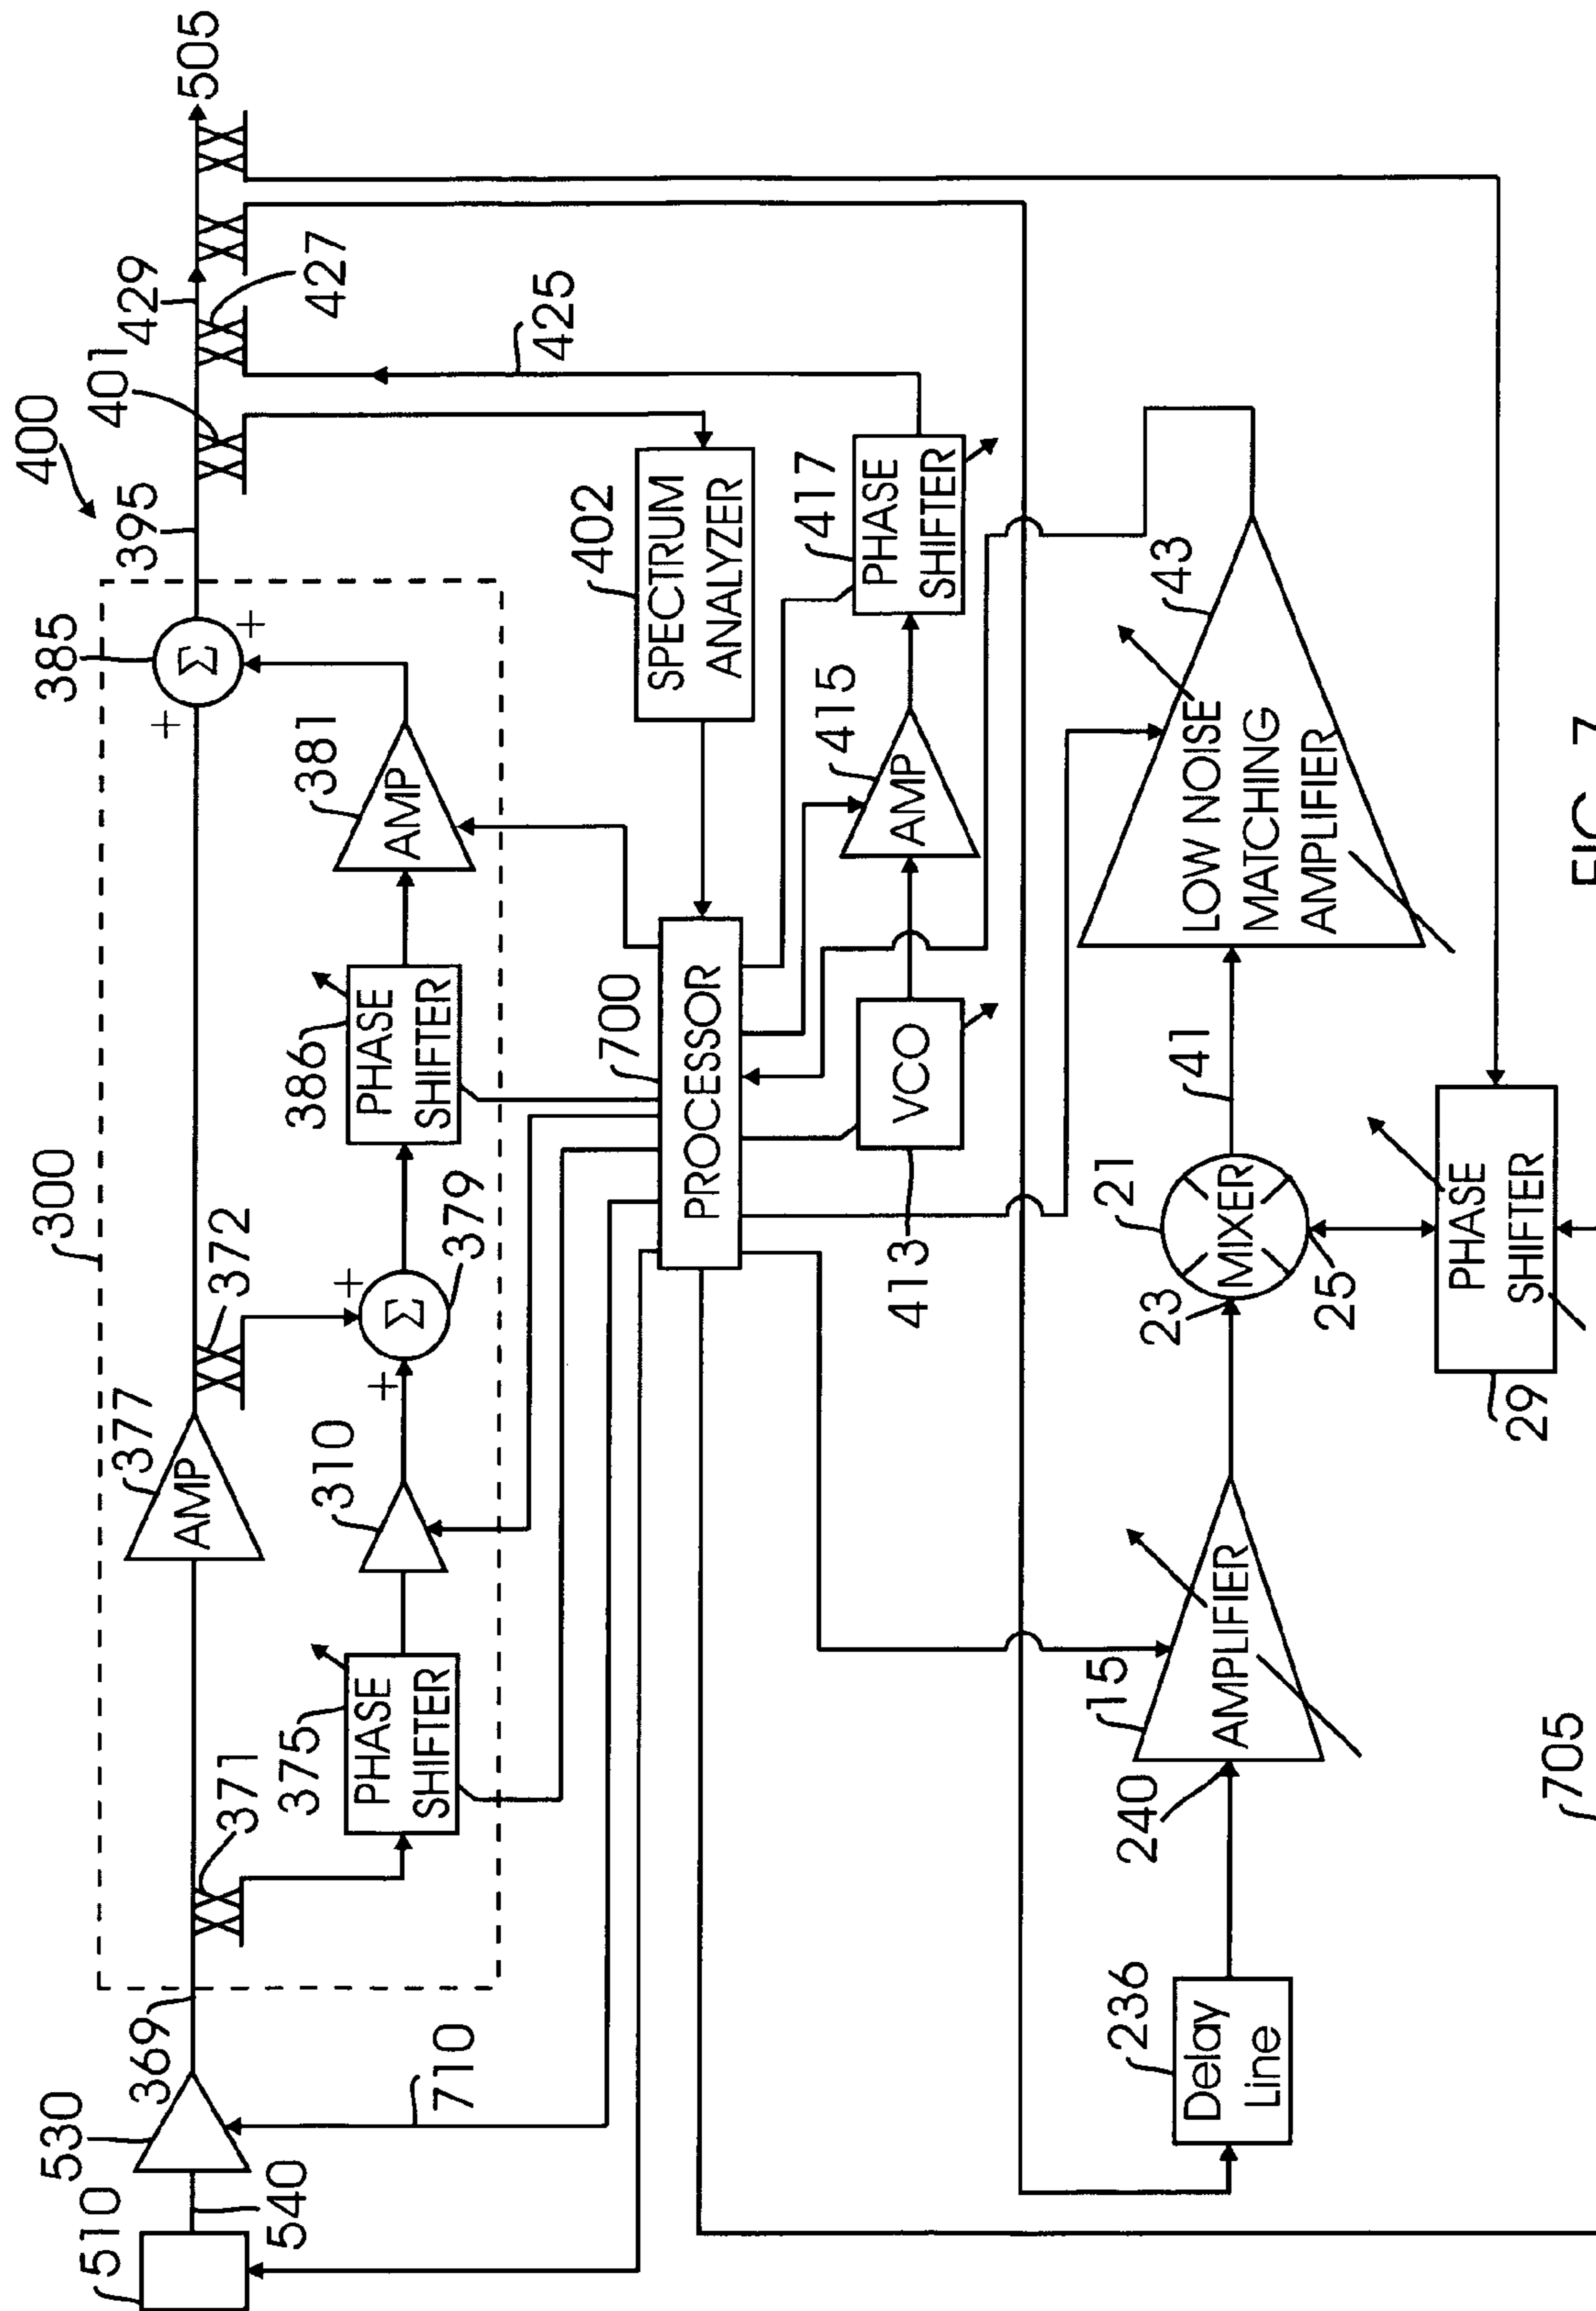 505
429
427
401
400
425
395
385
+
+
402
SPECTRUM
ANALYZER
417
PHASE
SHIFTER
43
381
AMP
415
AMP
LOW NOISE
MATCHING
AMPLIFIER
Σ
300
386
PHASE
SHIFTER
700
PROCESSOR
VCO
413
41
21
MIXER
23
25
PHASE
SHIFTER
29
372
379
Σ
+
+
377
AMP
310
371
375
PHASE
SHIFTER
15
AMPLIFIER
240
705
369
530
710
236
Delay
Line
510
540